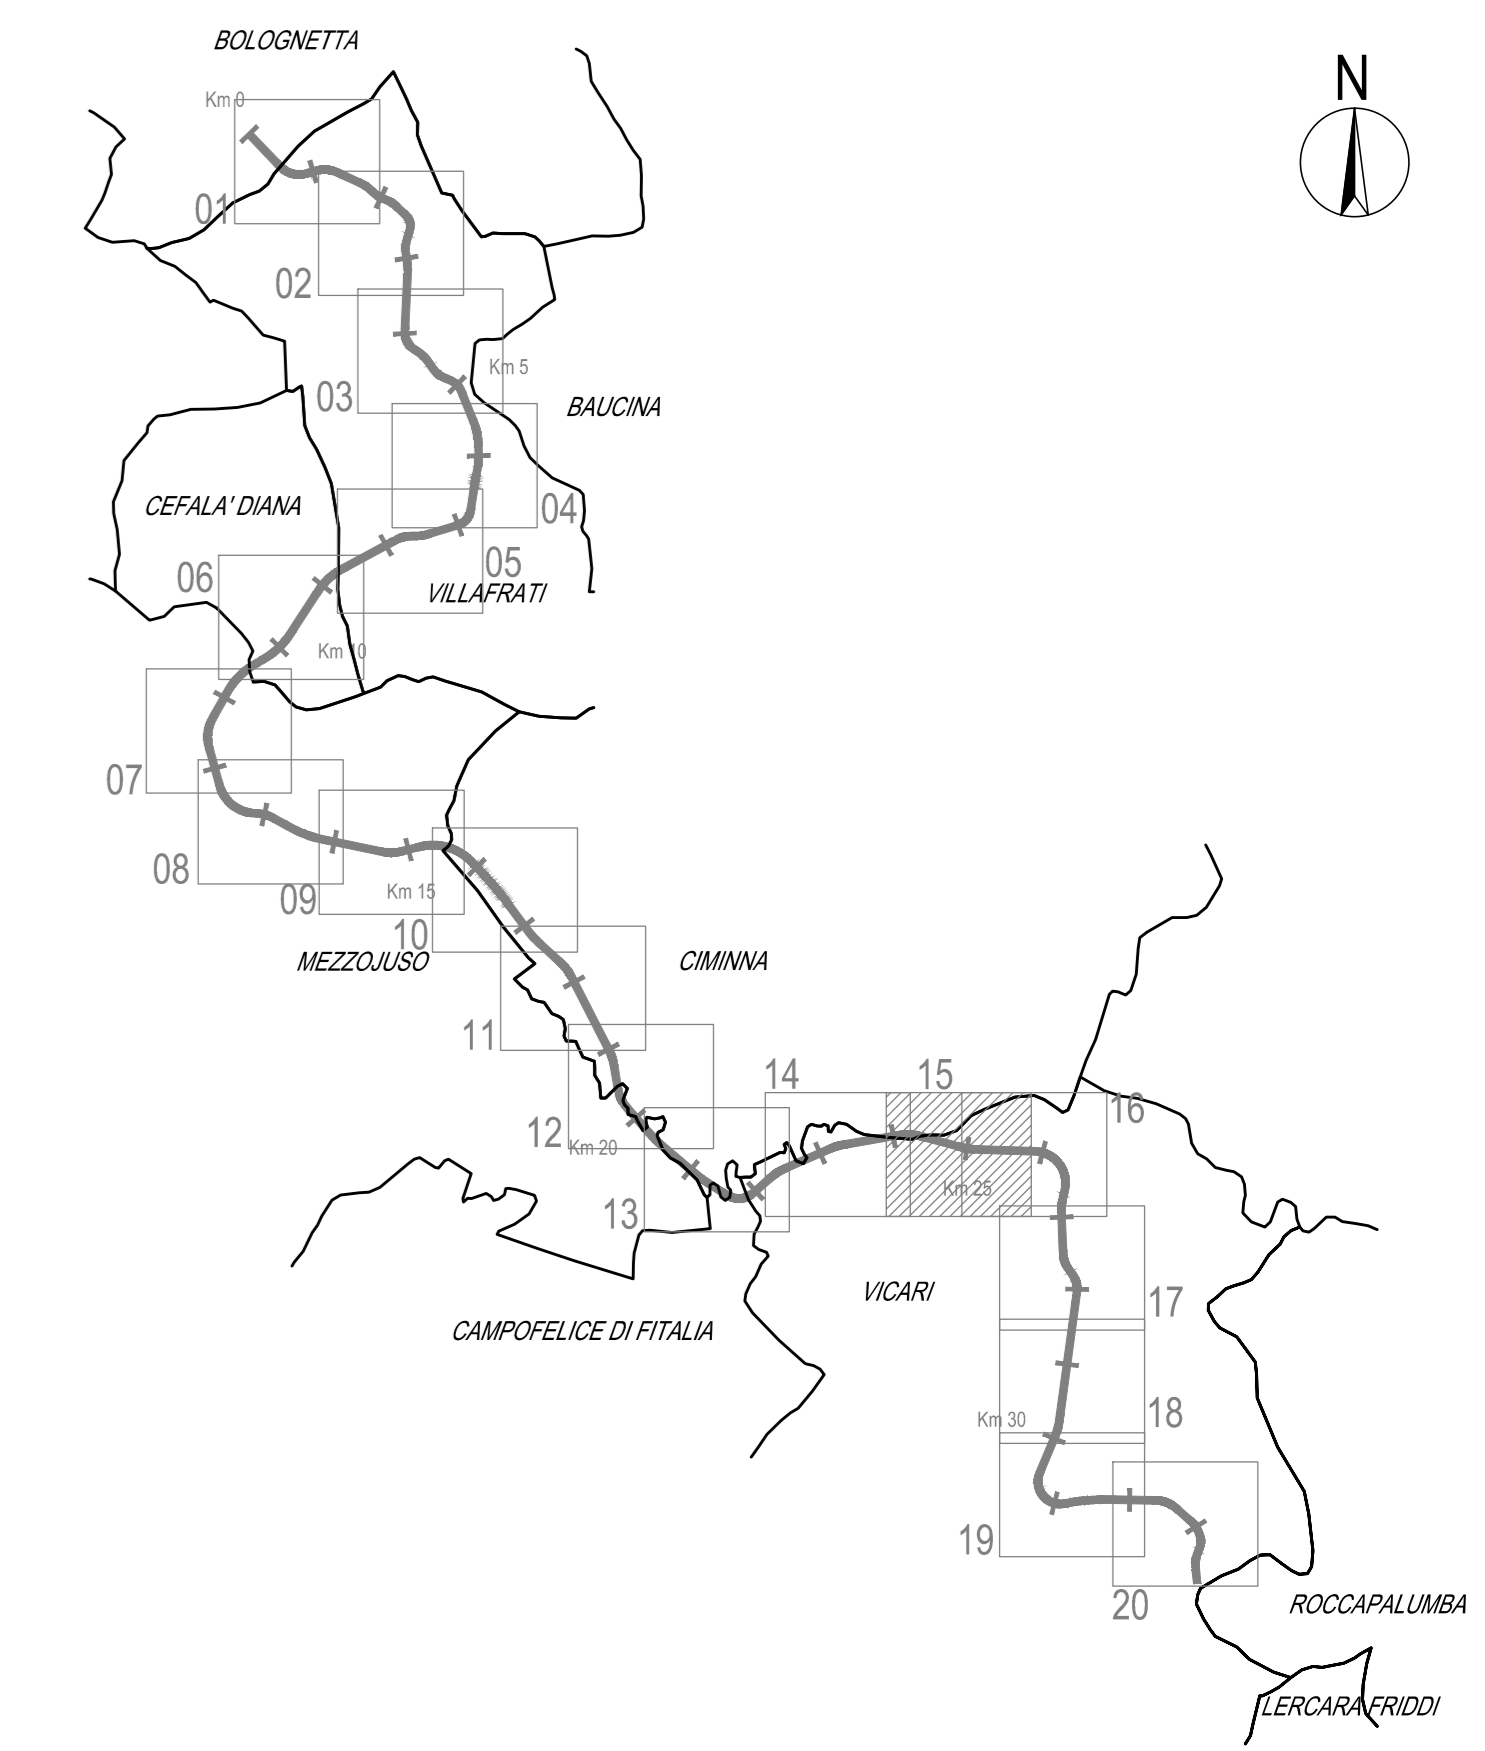 BOLOGNETTA
N
Km 0
01
02
Km 5
03
BAUCINA
CEFALA' DIANA
04
05
06
VILLAFRATI
Km 10
07
08
Km 15
09
10
MEZZOJUSO
CIMINNA
11
14
15
16
12
Km 20
Km 25
13
VICARI
17
CAMPOFELICE DI FITALIA
18
Km 30
19
20
ROCCAPALUMBA
LERCARA FRIDDI